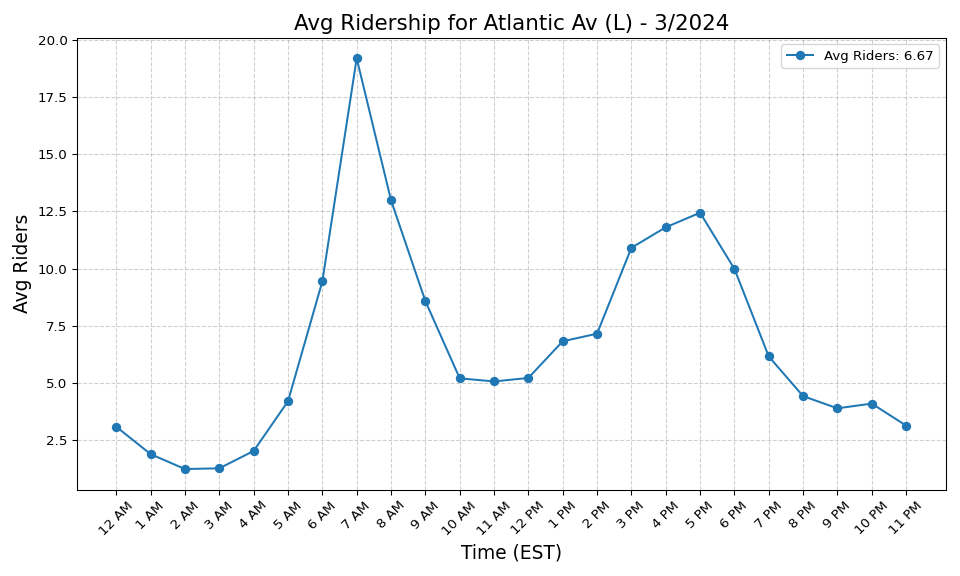 Avg Ridership for Atlantic Av (L) - 3/2024
Avg Riders: 6.67
Avg Riders
20.0
17.5
15.0
12.5
10.0
7.5
5.0
2.5
12 AM
1 AM
2 AM
3 AM
4 AM
5 AM
6 AM
7 AM
8 AM
9 AM
10 AM
11 AM
12 PM
1 PM
2 PM
3 PM
4 PM
5 PM
6 PM
7 PM
8 PM
9 PM
10 PM
11 PM
Time (EST)